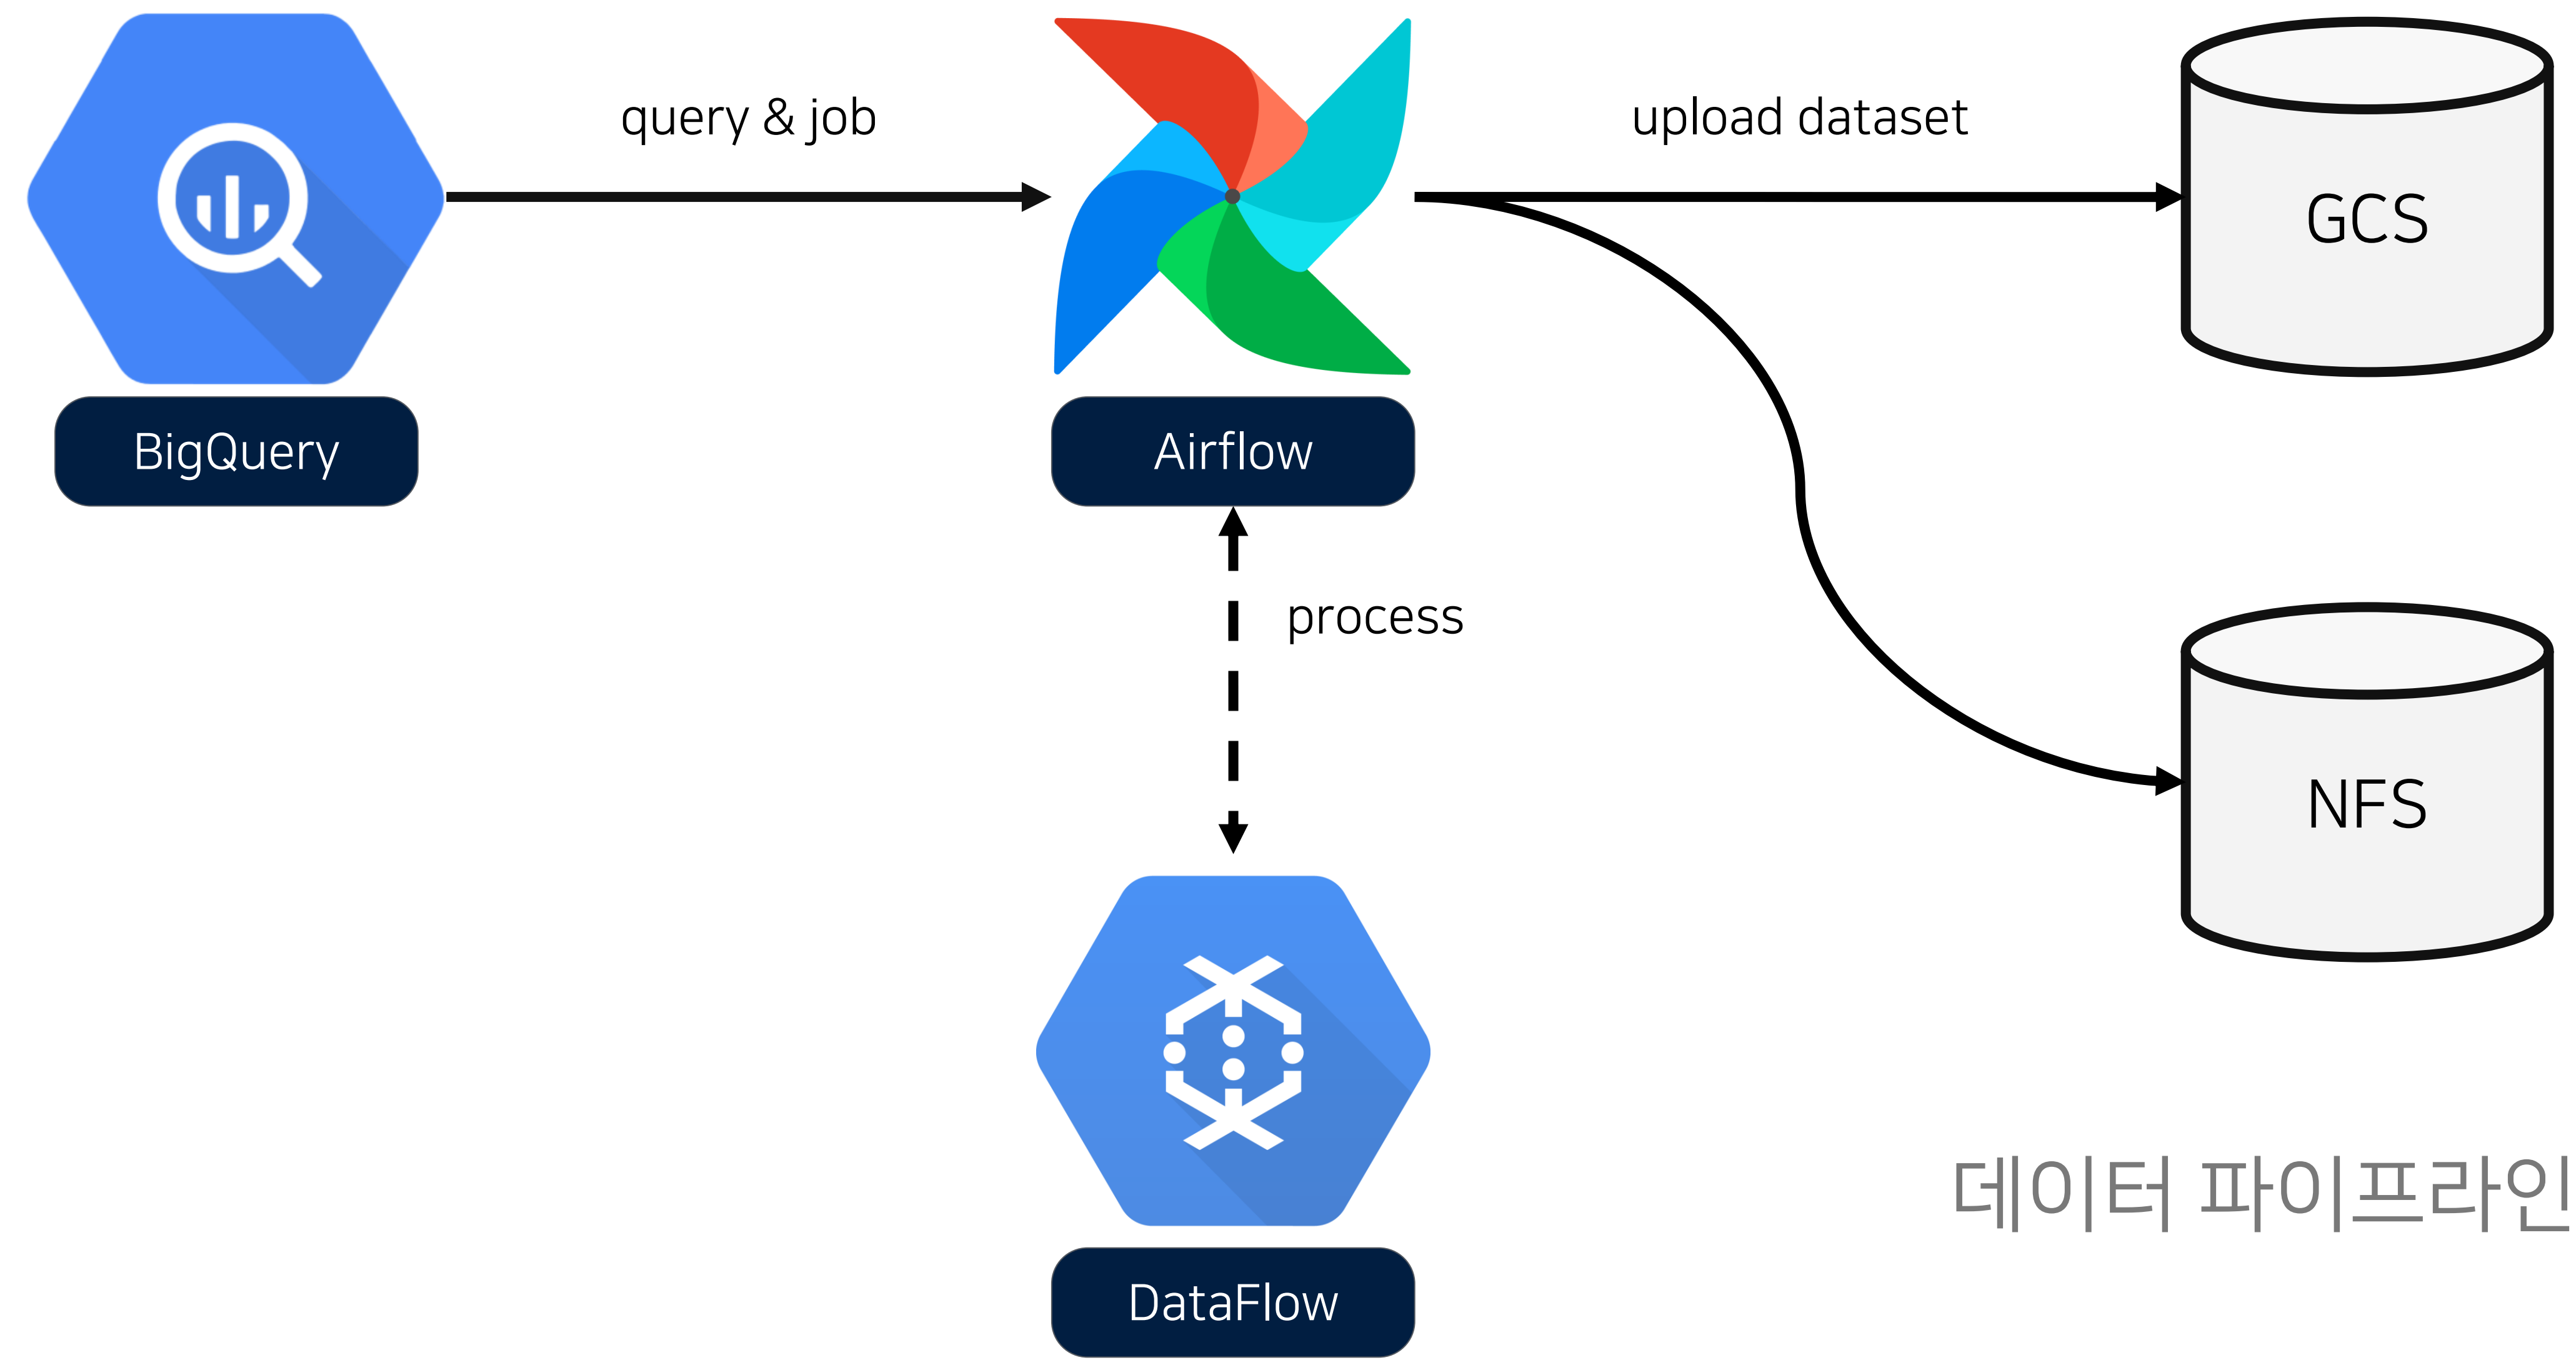 query & job
upload dataset
GCS
BigQuery
Airflow
process
NFS
데이터 파이프라인
DataFlow